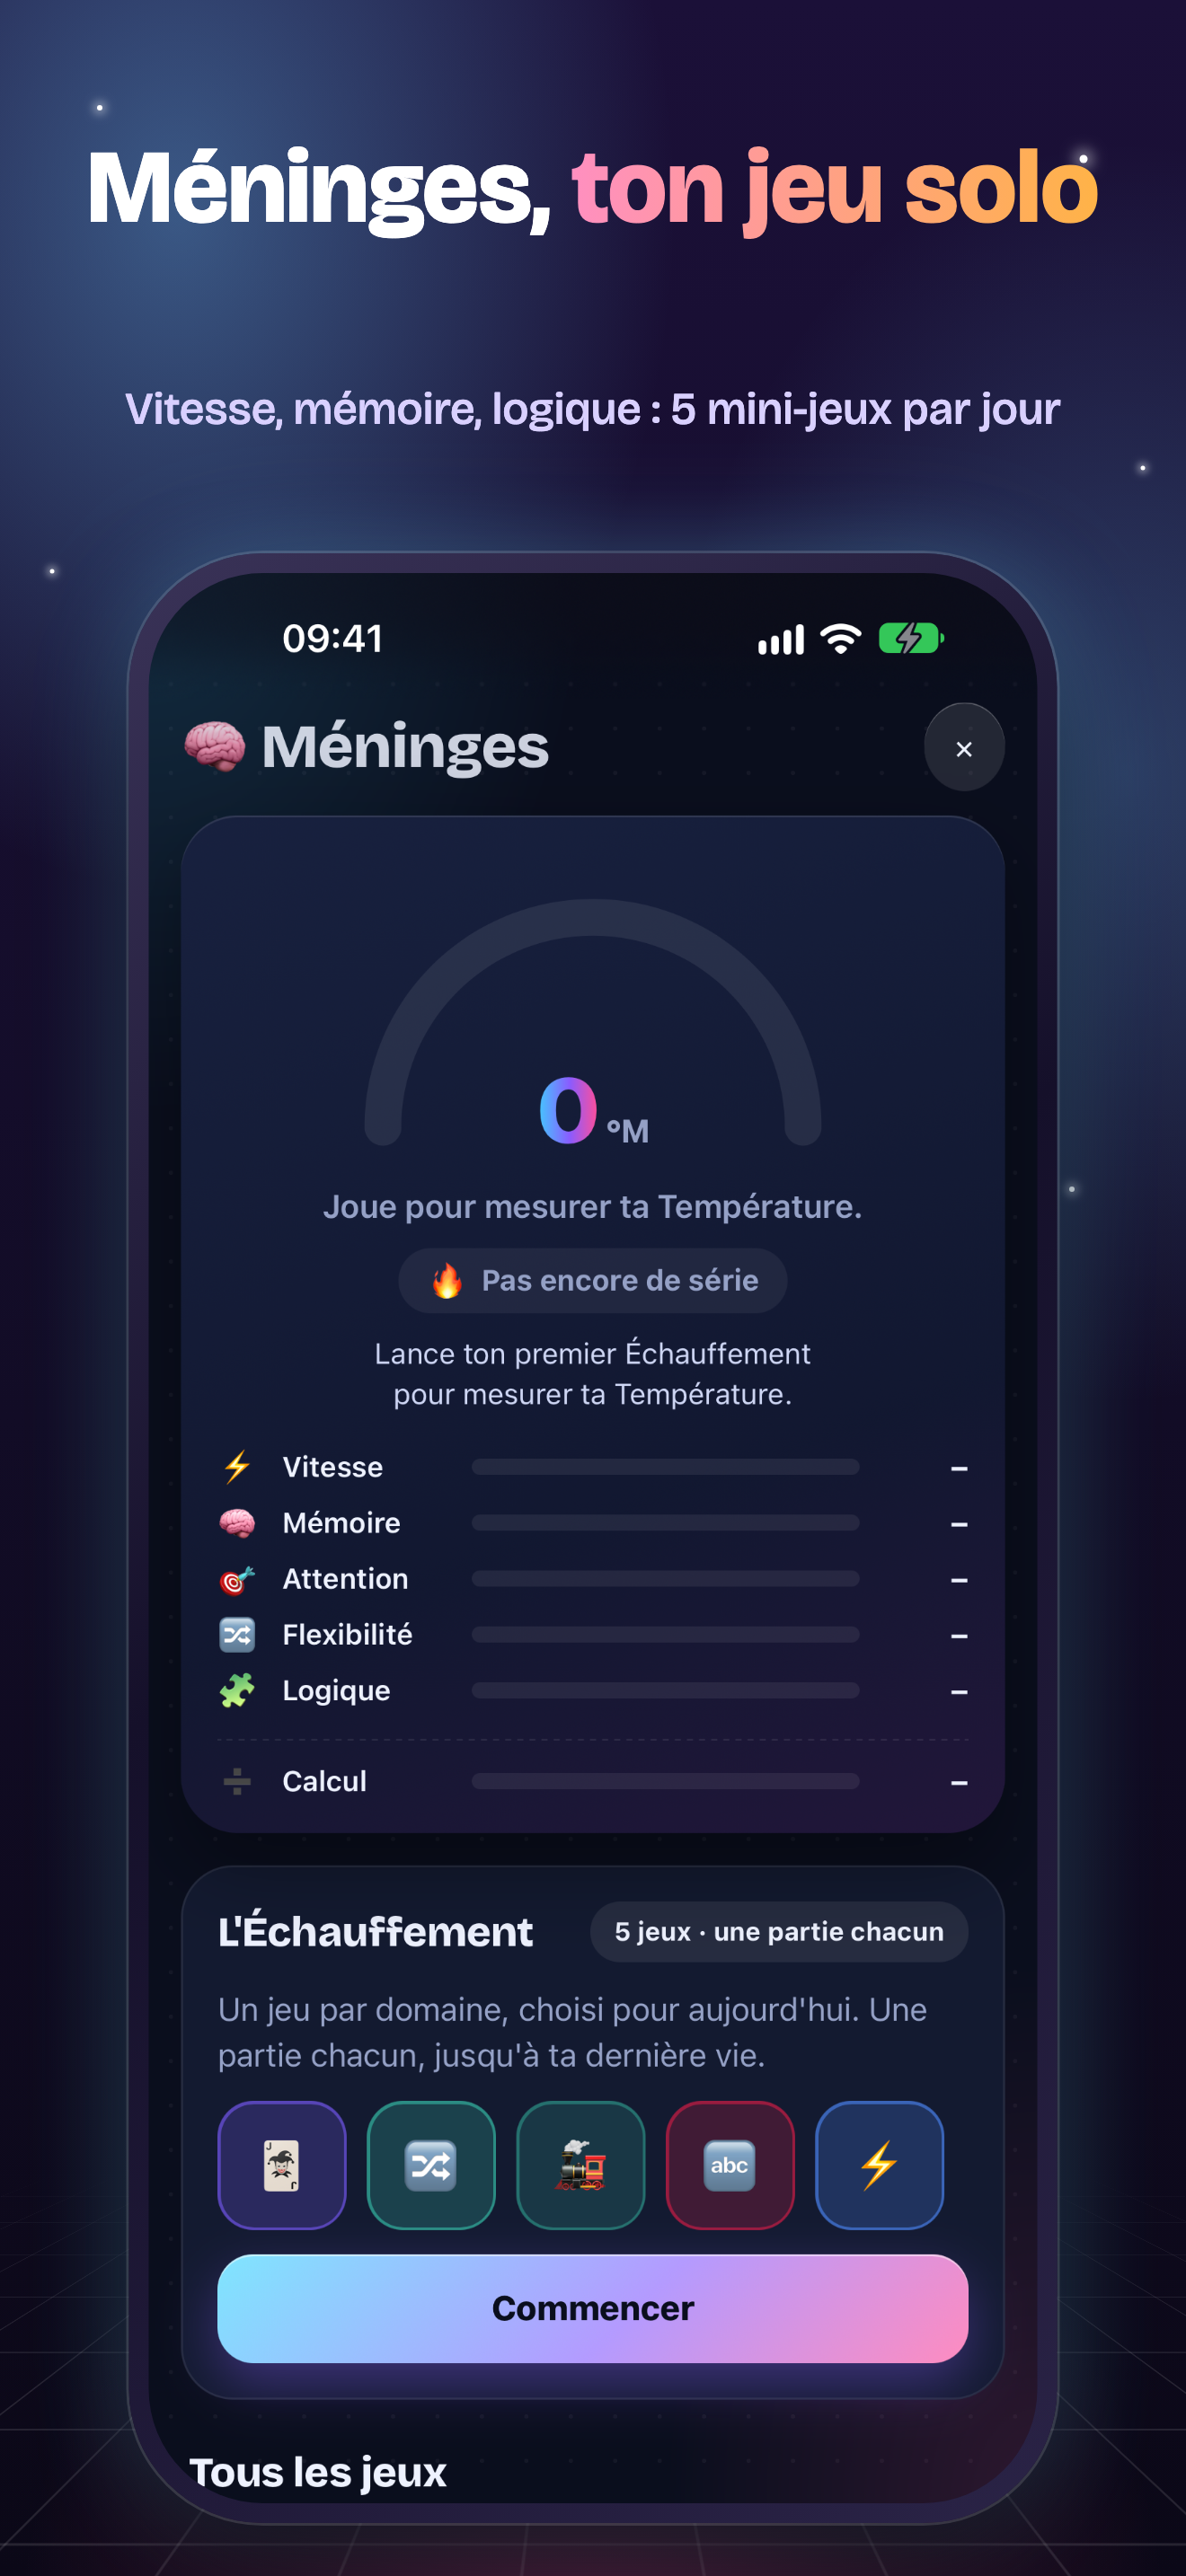 Méninges, ton jeu solo
Vitesse, mémoire, logique : 5 mini-jeux par jour
09:41
Méninges
×
0 °M
Joue pour mesurer ta Température.
Pas encore de série
Lance ton premier Échauffement
pour mesurer ta Température.
Vitesse –
Mémoire –
Attention –
Flexibilité –
Logique –
Calcul –
L'Échauffement
5 jeux · une partie chacun
Un jeu par domaine, choisi pour aujourd'hui. Une
partie chacun, jusqu'à ta dernière vie.
abc
Commencer
Tous les jeux